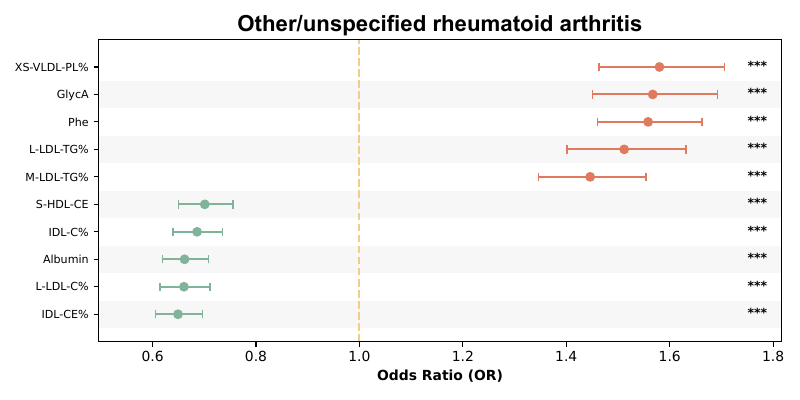 Other/unspecified rheumatoid arthritis
XS-VLDL-PL% ***
GlycA ***
Phe ***
L-LDL-TG% ***
M-LDL-TG% ***
S-HDL-CE ***
IDL-C% ***
Albumin ***
L-LDL-C% ***
IDL-CE% ***
0.6 0.8 1.0 1.2 1.4 1.6 1.8
Odds Ratio (OR)